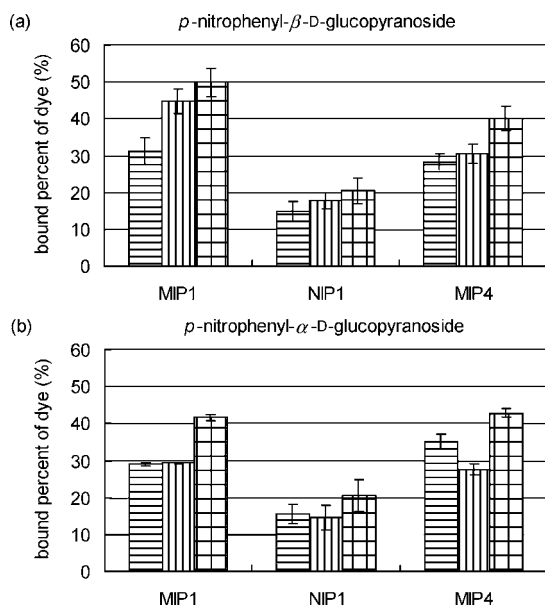 (a) p-nitrophenyl-β-D-glucopyranoside
bound percent of dye (%)
60
50
40
30
20
10
0
MIP1 NIP1 MIP4
(b) p-nitrophenyl-α-D-glucopyranoside
bound percent of dye (%)
60
50
40
30
20
10
0
MIP1 NIP1 MIP4